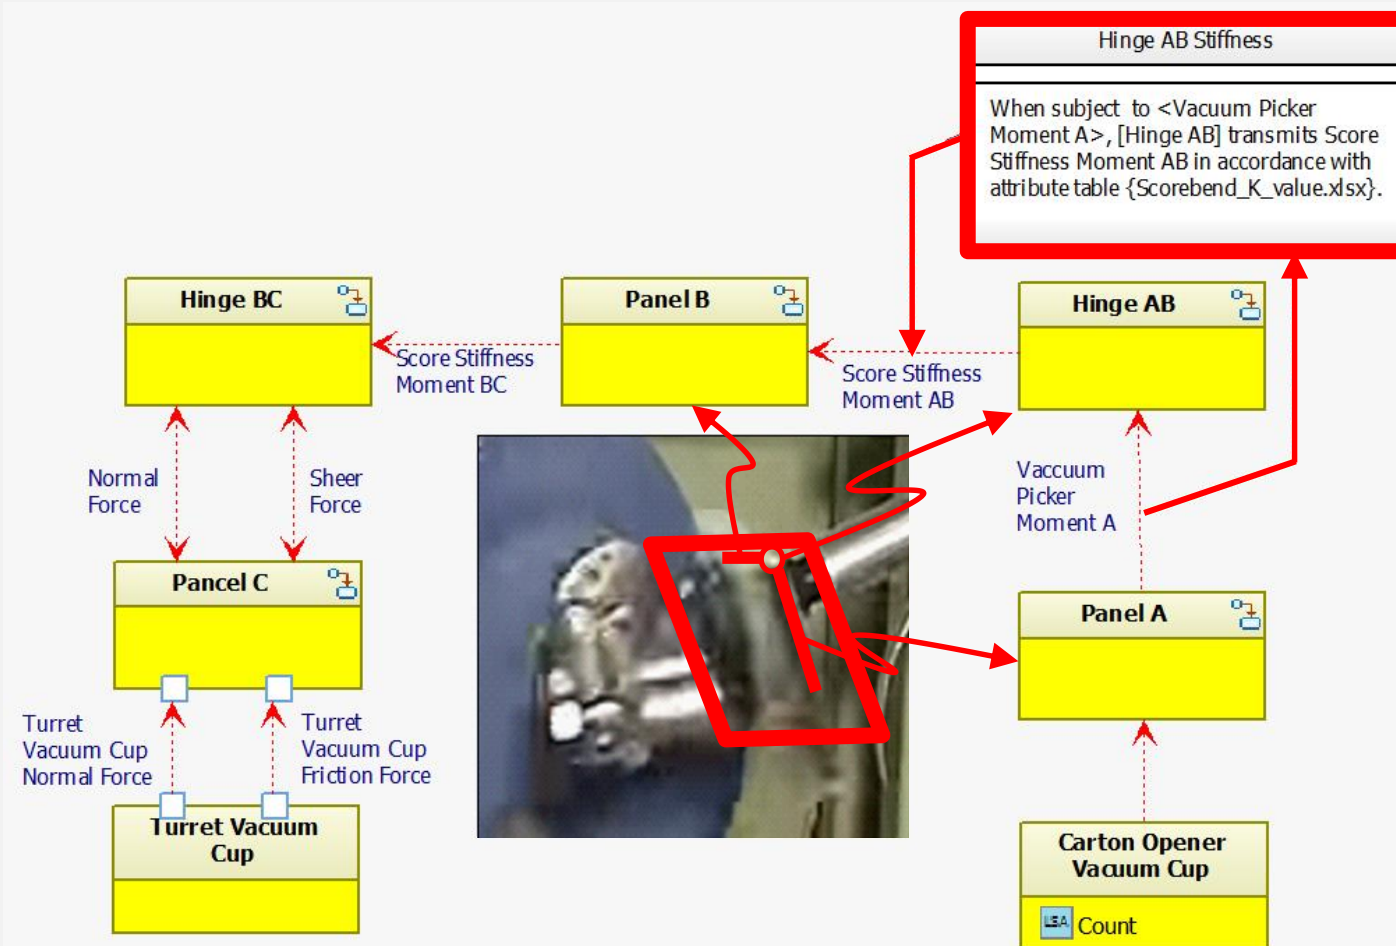 Hinge AB Stiffness
When subject to <Vacuum Picker
Moment A>, [Hinge AB] transmits Score
Stiffness Moment AB in accordance with
attribute table {Scorebend_K_value.xlsx}.
Hinge BC
Panel B
Hinge AB
Score Stiffness
Moment BC
Score Stiffness
Moment AB
Normal
Force
Sheer
Force
Vaccuum
Picker
Moment A
Pancel C
Panel A
Turret
Vacuum Cup
Normal Force
Turret
Vacuum Cup
Friction Force
Turret Vacuum
Cup
Carton Opener
Vacuum Cup
Count